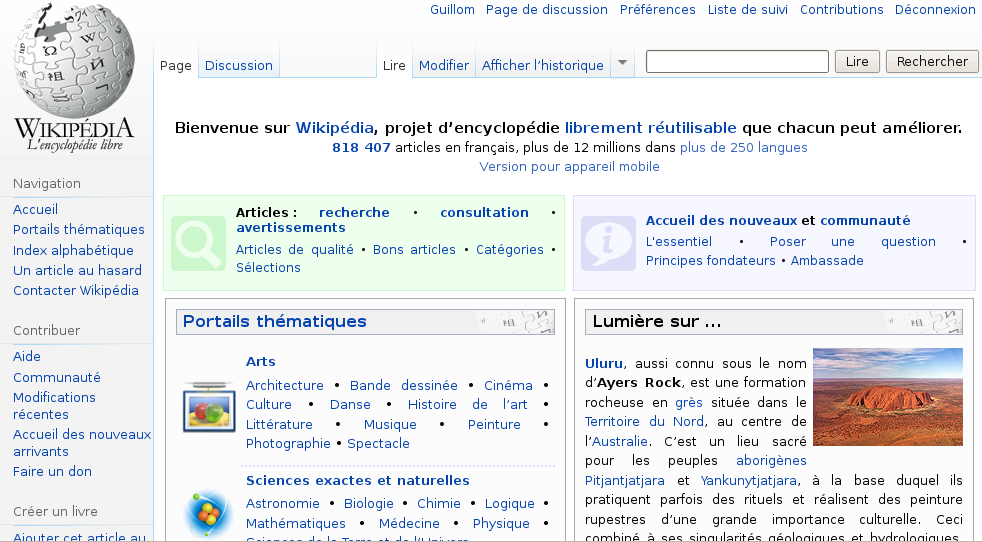 Guillom Page de discussion Préférences Liste de suivi Contributions Déconnexion
Page Discussion Lire Modifier Afficher l’historique Lire Rechercher
WIKIPÉDIA
L'encyclopédie libre
Navigation
Accueil
Portails thématiques
Index alphabétique
Un article au hasard
Contacter Wikipédia
Contribuer
Aide
Communauté
Modifications
récentes
Accueil des nouveaux
arrivants
Faire un don
Créer un livre
Ajouter cet article au
Bienvenue sur Wikipédia, projet d’encyclopédie librement réutilisable que chacun peut améliorer.
818 407 articles en français, plus de 12 millions dans plus de 250 langues
Version pour appareil mobile
Articles : recherche • consultation •
avertissements
Articles de qualité • Bons articles • Catégories •
Sélections
Accueil des nouveaux et communauté
L'essentiel • Poser une question •
Principes fondateurs • Ambassade
Portails thématiques
Arts
Architecture • Bande dessinée • Cinéma •
Culture • Danse • Histoire de l’art •
Littérature • Musique • Peinture •
Photographie • Spectacle
Sciences exactes et naturelles
Astronomie • Biologie • Chimie • Logique •
Mathématiques • Médecine • Physique •
Sciences de la Terre et de l’Univers
Lumière sur ...
Uluru, aussi connu sous le nom
d’Ayers Rock, est une formation
rocheuse en grès située dans le
Territoire du Nord, au centre de
l’Australie. C’est un lieu sacré
pour les peuples aborigènes
Pitjantjatjara et Yankunytjatjara, à la base duquel ils
pratiquent parfois des rituels et réalisent des peinture
rupestres d’une grande importance culturelle. Ceci
combiné à ses singularités géologiques et hydrologiques,